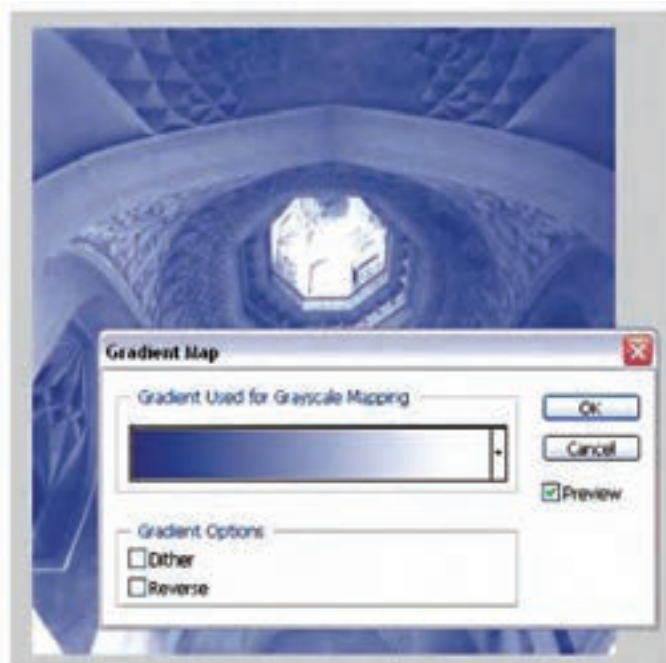 Gradient Map
Gradient Used for Grayscale Mapping
OK
Cancel
Preview
Gradient Options
Dither
Reverse